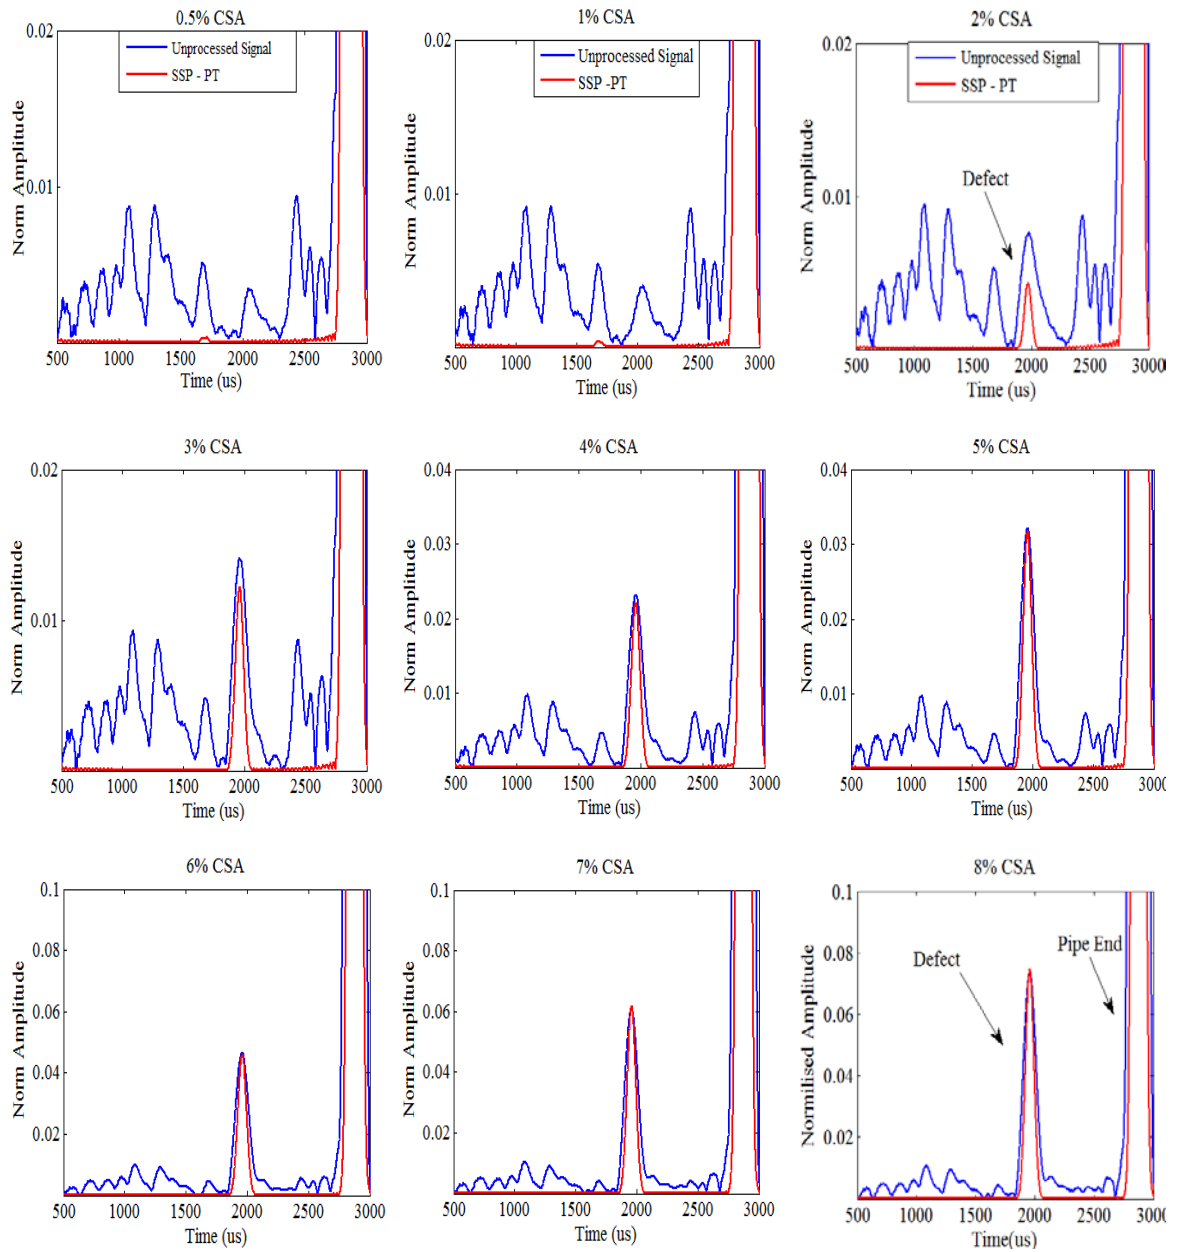 0.5% CSA
0.02
0.01
Norm Amplitude
Unprocessed Signal
SSP - PT
500 1000 1500 2000 2500 3000
Time (us)
1% CSA
0.02
0.01
Norm Amplitude
Unprocessed Signal
SSP -PT
500 1000 1500 2000 2500 3000
Time (us)
2% CSA
0.02
0.01
Norm Amplitude
Unprocessed Signal
SSP - PT
Defect
500 1000 1500 2000 2500 3000
Time (us)
3% CSA
0.02
0.01
Norm Amplitude
500 1000 1500 2000 2500 3000
Time (us)
4% CSA
0.04
0.03
0.02
0.01
Norm Amplitude
500 1000 1500 2000 2500 3000
Time (us)
5% CSA
0.04
0.03
0.02
0.01
Norm Amplitude
500 1000 1500 2000 2500 3000
Time (us)
6% CSA
0.1
0.08
0.06
0.04
0.02
Norm Amplitude
500 1000 1500 2000 2500 3000
Time (us)
7% CSA
0.1
0.08
0.06
0.04
0.02
Norm Amplitude
500 1000 1500 2000 2500 3000
Time (us)
8% CSA
0.1
0.08
0.06
0.04
0.02
Normilised Amplitude
Pipe End
Defect
500 1000 1500 2000 2500 3000
Time(us)